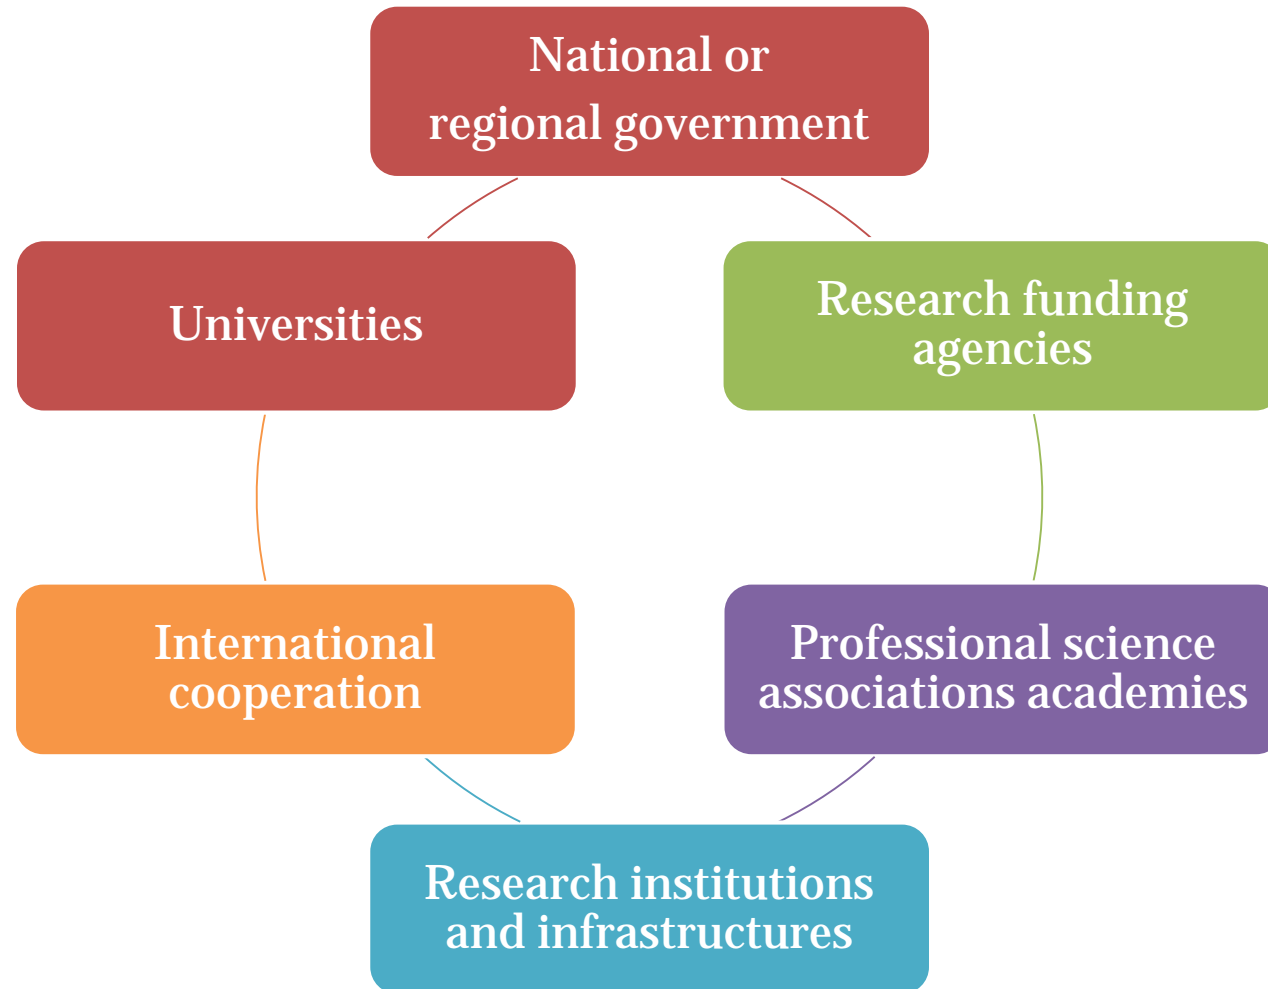 National or
regional government
Universities
Research funding
agencies
International
cooperation
Professional science
associations academies
Research institutions
and infrastructures